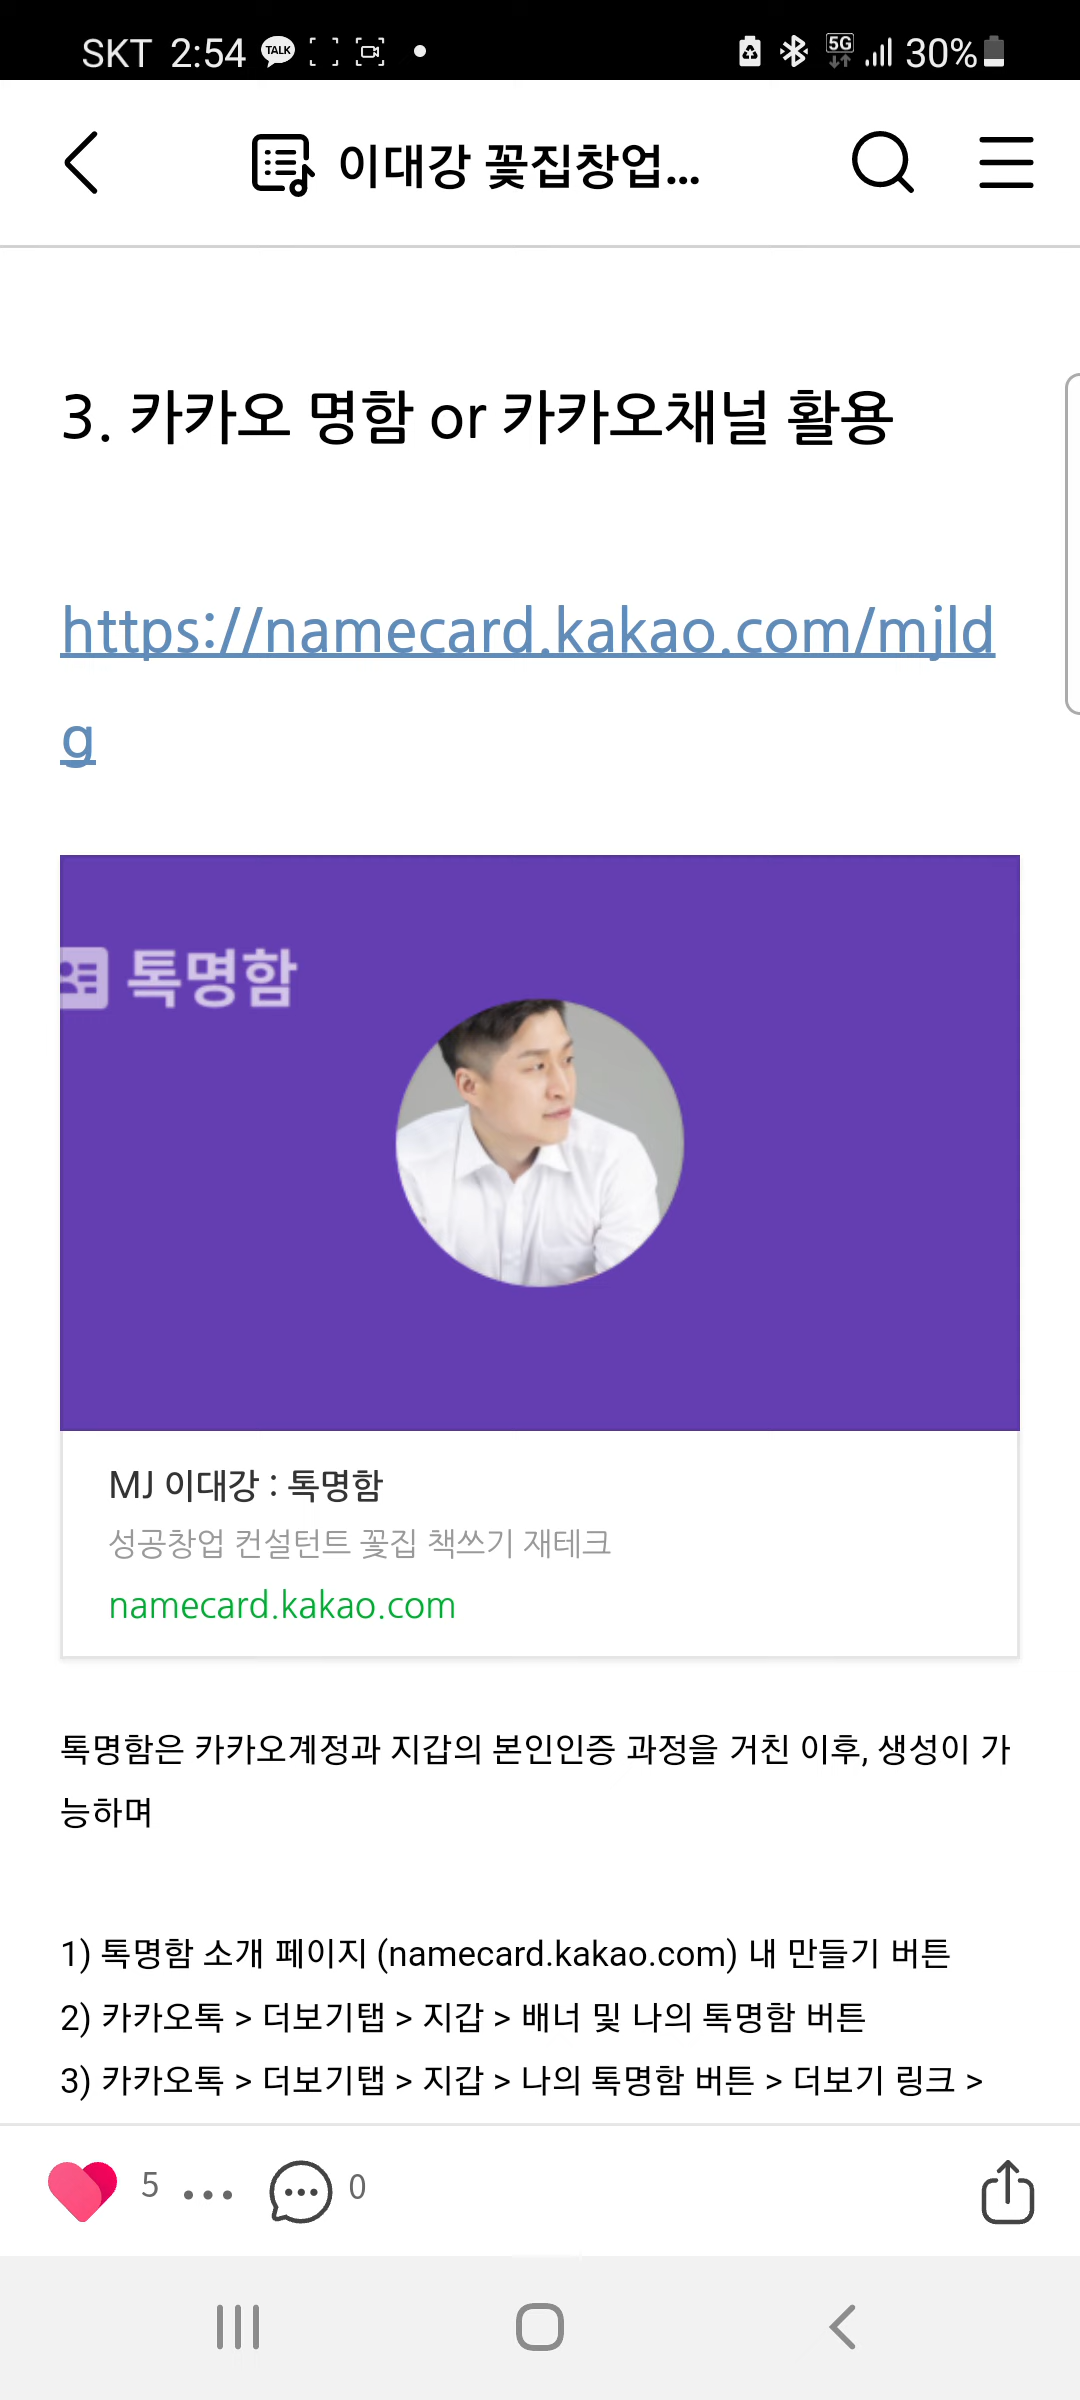 SKT 2:54 TALK 5G 30%
이대강 꽃집창업...
3. 카카오 명함 or 카카오채널 활용
https://namecard.kakao.com/mjld
g
톡명함
MJ 이대강 : 톡명함
성공창업 컨설턴트 꽃집 책쓰기 재테크
namecard.kakao.com
톡명함은 카카오계정과 지갑의 본인인증 과정을 거친 이후, 생성이 가
능하며
1) 톡명함 소개 페이지 (namecard.kakao.com) 내 만들기 버튼
2) 카카오톡 > 더보기탭 > 지갑 > 배너 및 나의 톡명함 버튼
3) 카카오톡 > 더보기탭 > 지갑 > 나의 톡명함 버튼 > 더보기 링크 >
5 ... 0